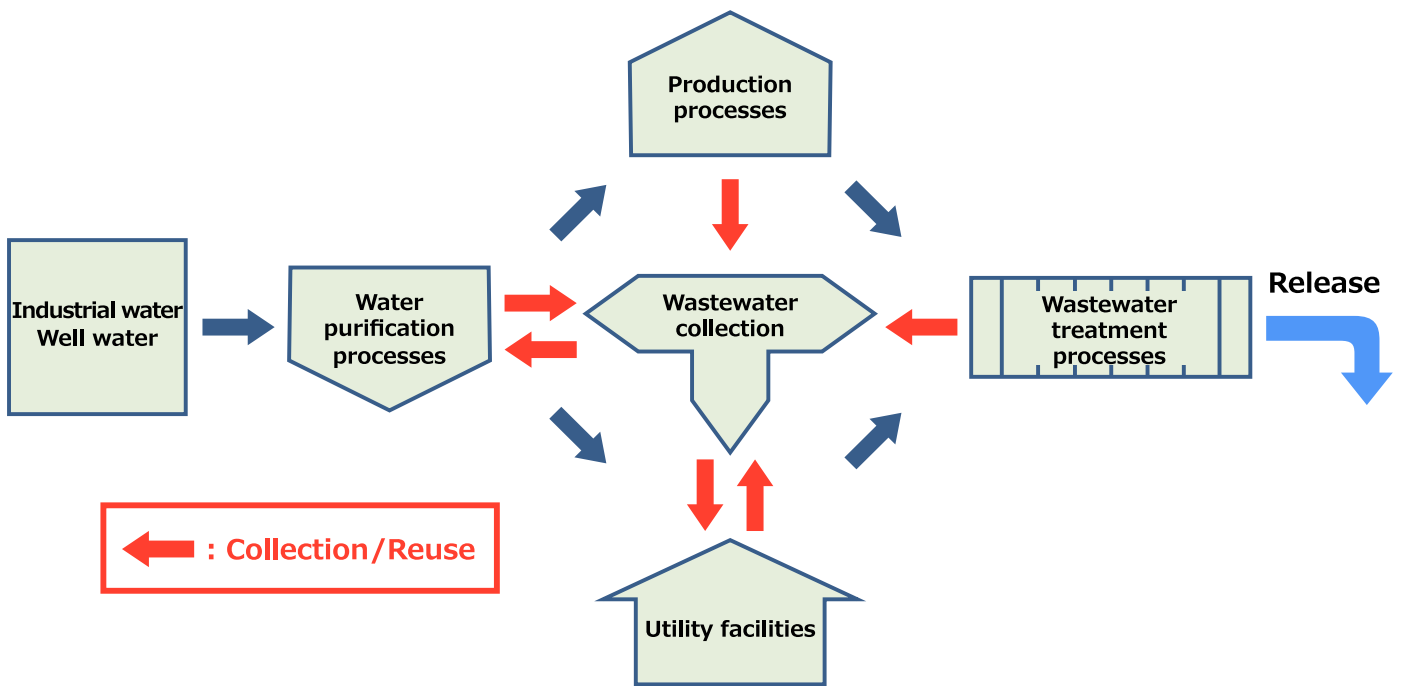 Production
processes
Industrial water
Well water
Water
purification
processes
Wastewater
collection
Wastewater
treatment
processes
Release
: Collection/Reuse
Utility facilities